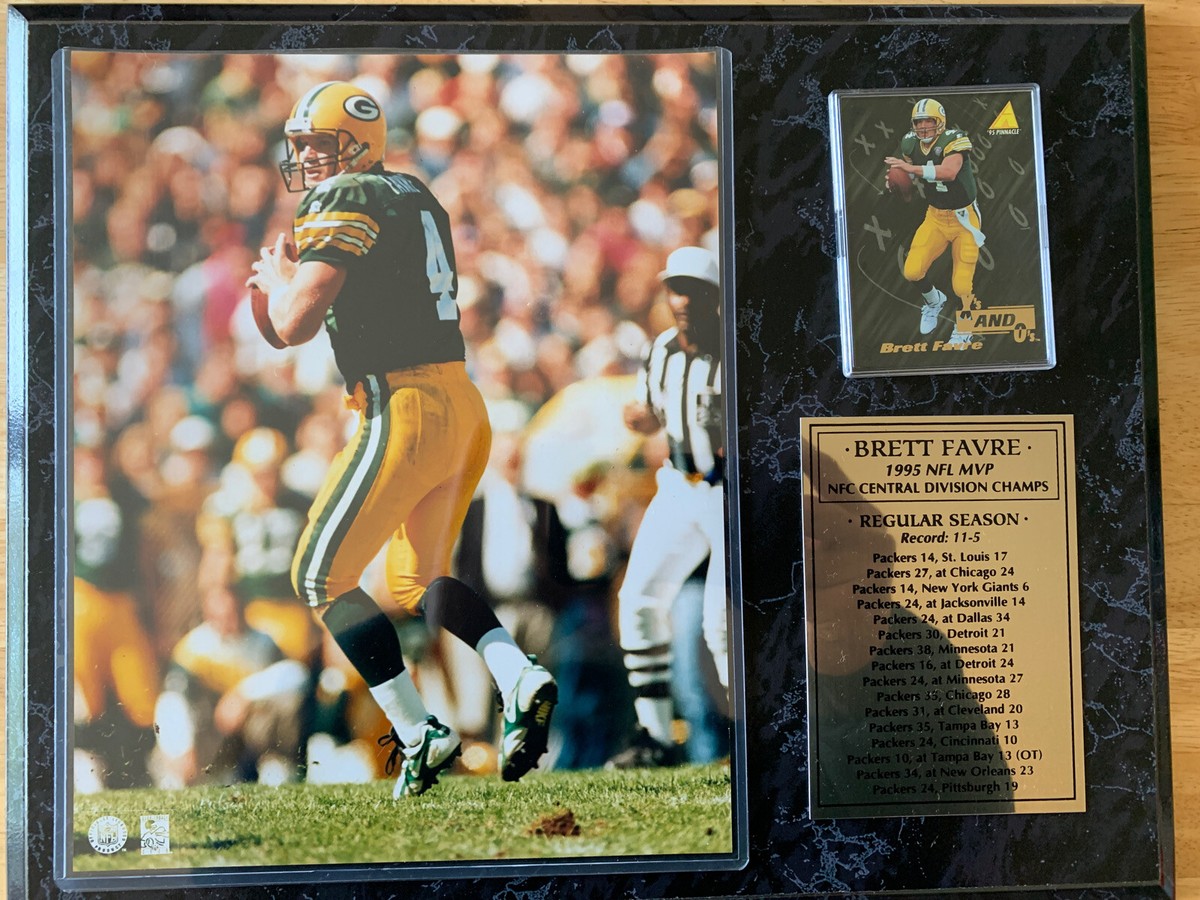 G
FAVRE
4
'95 PINNACLE
X's AND O's
Brett Favre
· BRETT FAVRE ·
1995 NFL MVP
NFC CENTRAL DIVISION CHAMPS
· REGULAR SEASON ·
Record: 11-5
Packers 14, St. Louis 17
Packers 27, at Chicago 24
Packers 14, New York Giants 6
Packers 24, at Jacksonville 14
Packers 24, at Dallas 34
Packers 30, Detroit 21
Packers 38, Minnesota 21
Packers 16, at Detroit 24
Packers 24, at Minnesota 27
Packers 35, Chicago 28
Packers 31, at Cleveland 20
Packers 35, Tampa Bay 13
Packers 24, Cincinnati 10
Packers 10, at Tampa Bay 13 (OT)
Packers 34, at New Orleans 23
Packers 24, Pittsburgh 19